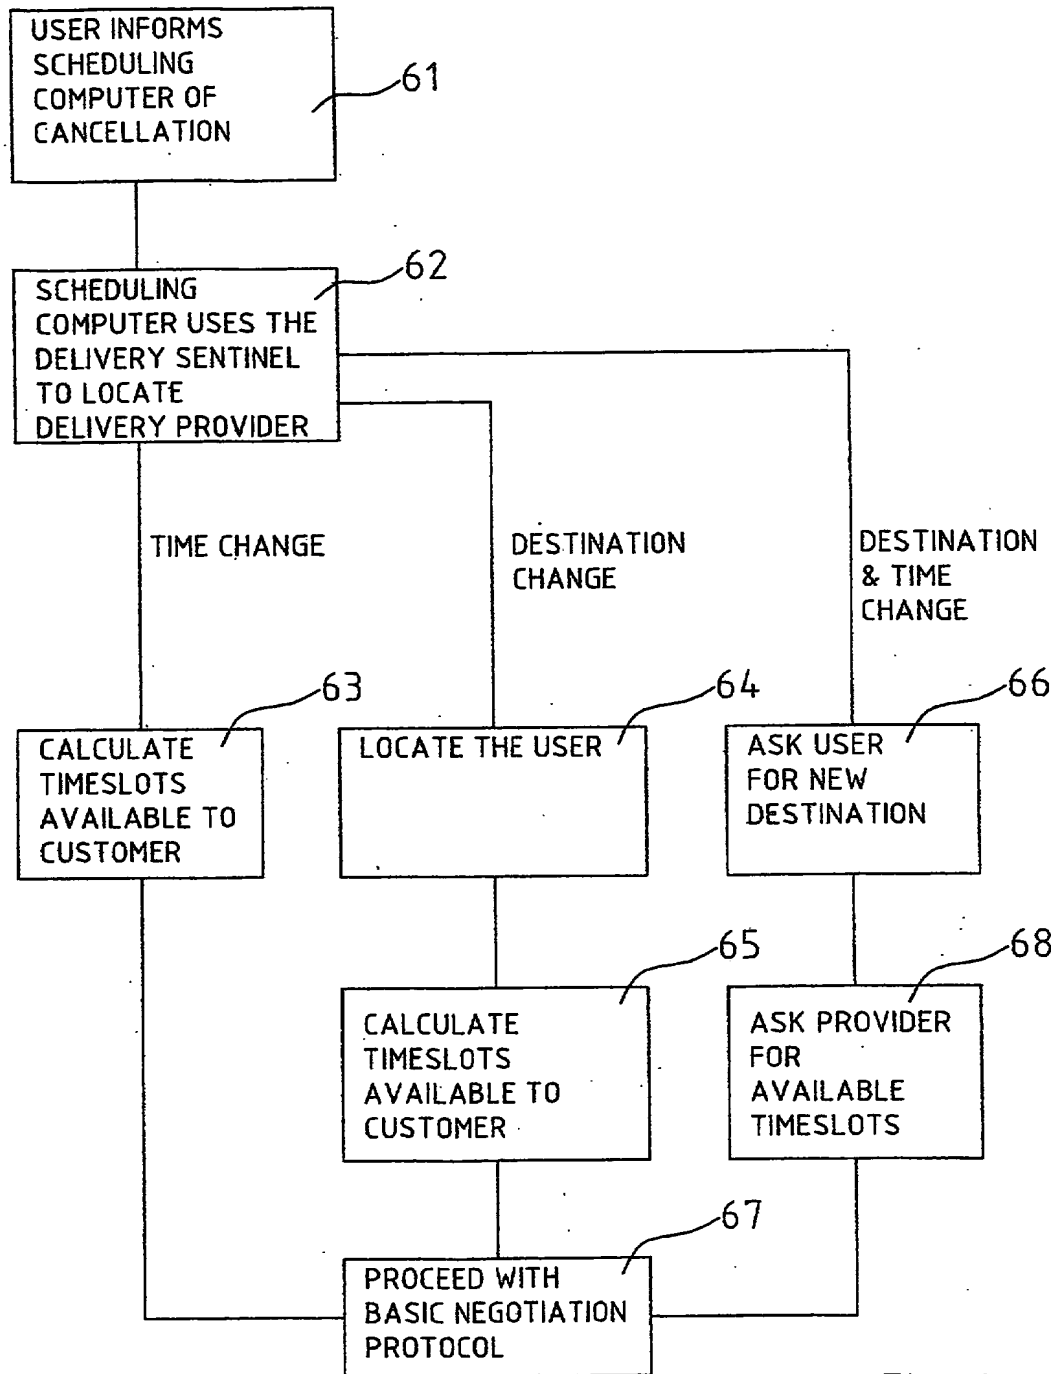 USER INFORMS
SCHEDULING
COMPUTER OF
CANCELLATION
61
62
SCHEDULING
COMPUTER USES THE
DELIVERY SENTINEL
TO LOCATE
DELIVERY PROVIDER
TIME CHANGE
DESTINATION
CHANGE
DESTINATION
& TIME
CHANGE
63
CALCULATE
TIMESLOTS
AVAILABLE TO
CUSTOMER
64
LOCATE THE USER
66
ASK USER
FOR NEW
DESTINATION
65
CALCULATE
TIMESLOTS
AVAILABLE TO
CUSTOMER
68
ASK PROVIDER
FOR
AVAILABLE
TIMESLOTS
67
PROCEED WITH
BASIC NEGOTIATION
PROTOCOL